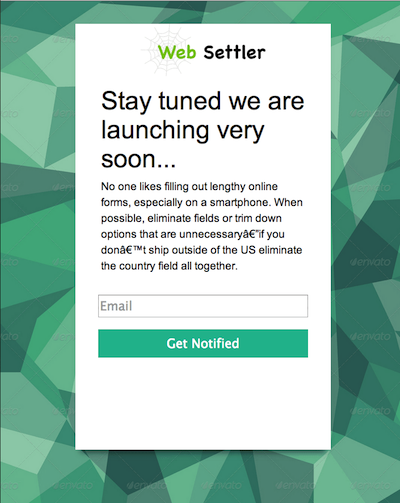 Web Settler
Stay tuned we are
launching very
soon...
No one likes filling out lengthy online
forms, especially on a smartphone. When
possible, eliminate fields or trim down
options that are unnecessaryâ€"if you
donâ€™t ship outside of the US eliminate
the country field all together.
Email
Get Notified
envato